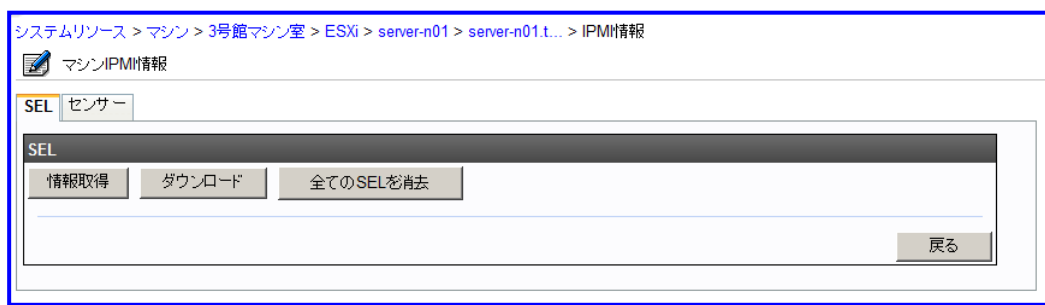 システムリソース > マシン > 3号館マシン室 > ESXi > server-n01 > server-n01.t... > IPMI情報
マシンIPMI情報
SEL センサー
SEL
情報取得 ダウンロード 全てのSELを消去
戻る